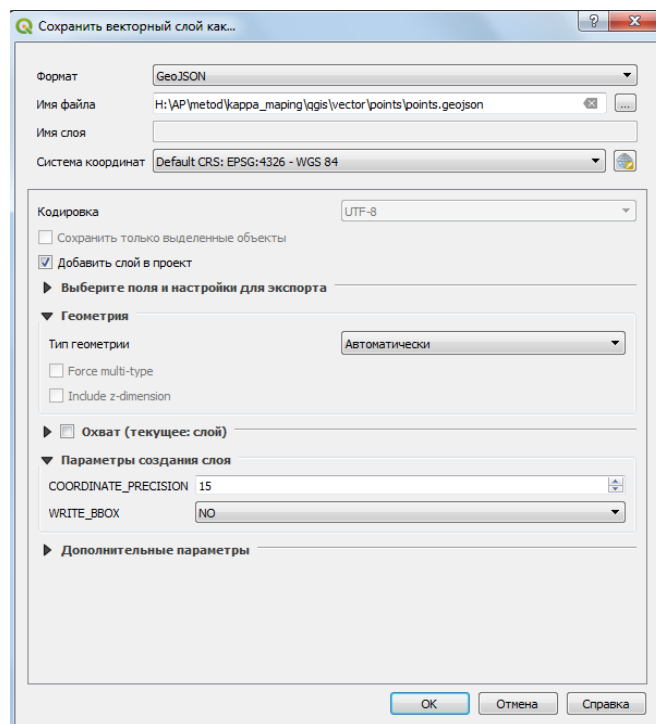 Сохранить векторный слой как...
Формат GeoJSON
Имя файла H:\AP\metod\kappa_maping\qgis\vector\points\points.geojson ...
Имя слоя
Система координат Default CRS: EPSG:4326 - WGS 84
Кодировка UTF-8
Сохранить только выделенные объекты
Добавить слой в проект
Выберите поля и настройки для экспорта
Геометрия
Тип геометрии Автоматически
Force multi-type
Include z-dimension
Охват (текущее: слой)
Параметры создания слоя
COORDINATE_PRECISION 15
WRITE_BBOX NO
Дополнительные параметры
OK Отмена Справка